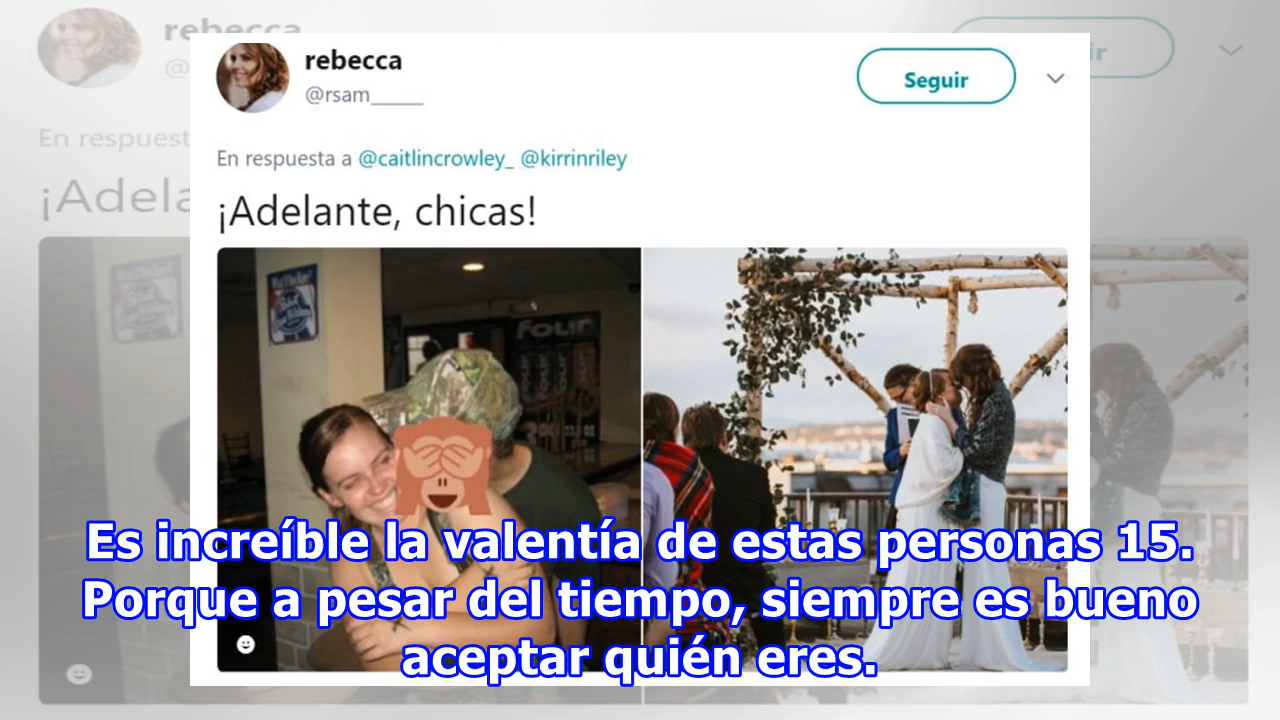 rebecca
@rsam_____
Seguir
En respuesta a @caitlincrowley_ @kirrinriley
¡Adelante, chicas!
FOUR
Es increíble la valentía de estas personas 15.
Porque a pesar del tiempo, siempre es bueno
aceptar quién eres.